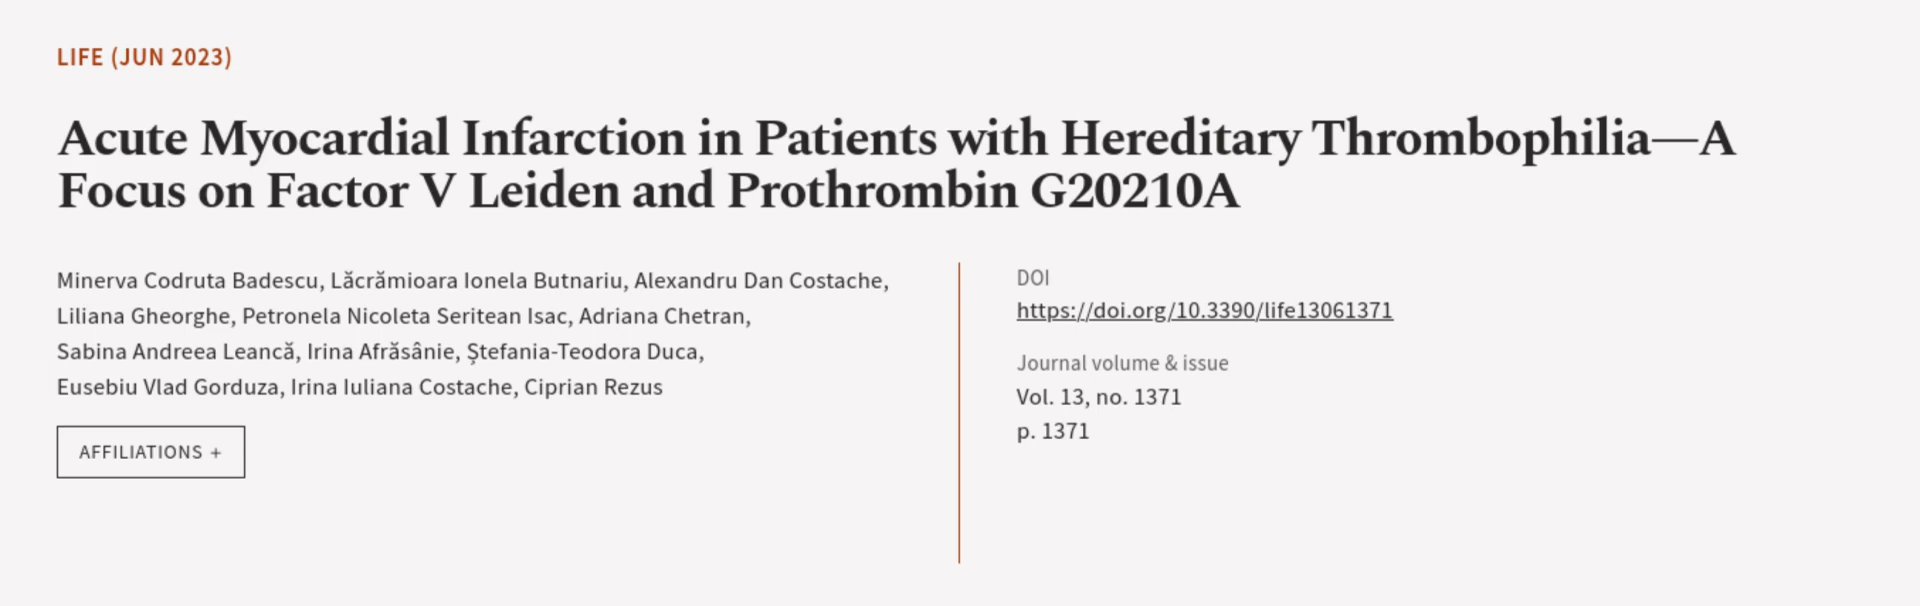 LIFE (JUN 2023)
Acute Myocardial Infarction in Patients with Hereditary Thrombophilia—A
Focus on Factor V Leiden and Prothrombin G20210A
Minerva Codruta Badescu, Lăcrămioara Ionela Butnariu, Alexandru Dan Costache,
Liliana Gheorghe, Petronela Nicoleta Seritean Isac, Adriana Chetran,
Sabina Andreea Leancă, Irina Afrăsânie, Ștefania-Teodora Duca,
Eusebiu Vlad Gorduza, Irina Iuliana Costache, Ciprian Rezus
AFFILIATIONS +
DOI
https://doi.org/10.3390/life13061371
Journal volume & issue
Vol. 13, no. 1371
p. 1371